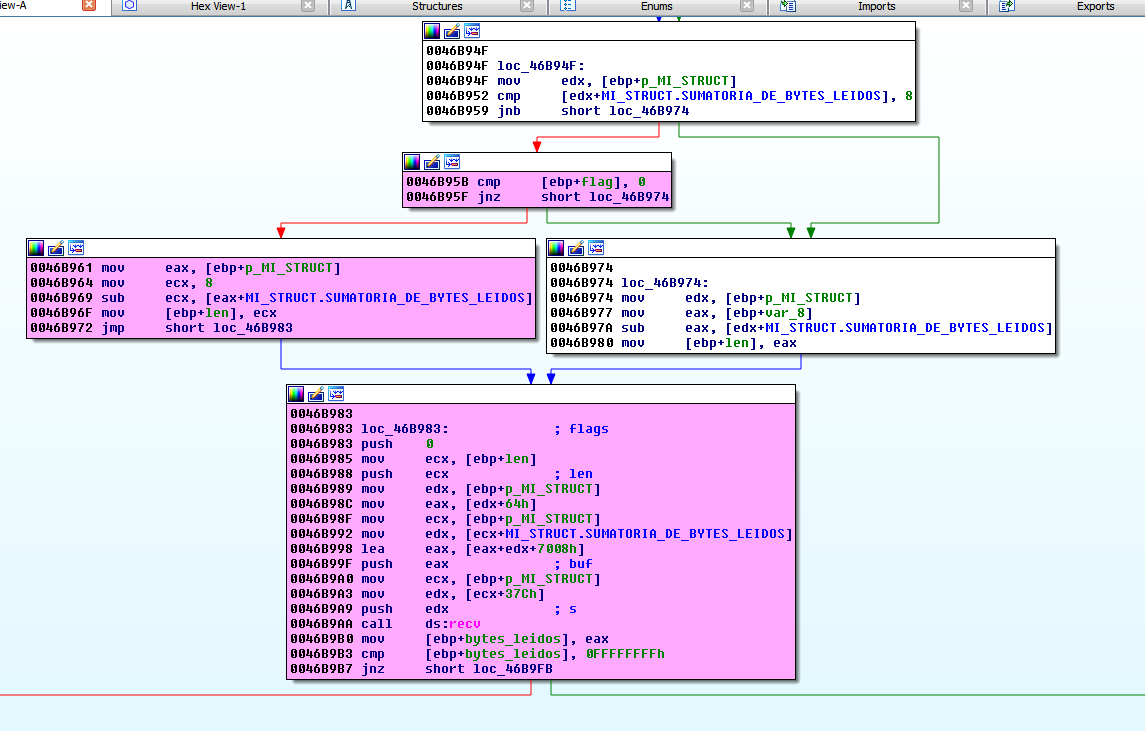 iew-A Hex View-1 Structures Enums Imports Exports
0046B94F
0046B94F loc_46B94F:
0046B94F mov edx, [ebp+p_MI_STRUCT]
0046B952 cmp [edx+MI_STRUCT.SUMATORIA_DE_BYTES_LEIDOS], 8
0046B959 jnb short loc_46B974
0046B95B cmp [ebp+flag], 0
0046B95F jnz short loc_46B974
0046B961 mov eax, [ebp+p_MI_STRUCT]
0046B964 mov ecx, 8
0046B969 sub ecx, [eax+MI_STRUCT.SUMATORIA_DE_BYTES_LEIDOS]
0046B96F mov [ebp+len], ecx
0046B972 jmp short loc_46B983
0046B974
0046B974 loc_46B974:
0046B974 mov edx, [ebp+p_MI_STRUCT]
0046B977 mov eax, [ebp+var_8]
0046B97A sub eax, [edx+MI_STRUCT.SUMATORIA_DE_BYTES_LEIDOS]
0046B980 mov [ebp+len], eax
0046B983
0046B983 loc_46B983: ; flags
0046B983 push 0
0046B985 mov ecx, [ebp+len]
0046B988 push ecx ; len
0046B989 mov edx, [ebp+p_MI_STRUCT]
0046B98C mov eax, [edx+64h]
0046B98F mov ecx, [ebp+p_MI_STRUCT]
0046B992 mov edx, [ecx+MI_STRUCT.SUMATORIA_DE_BYTES_LEIDOS]
0046B998 lea eax, [eax+edx+7008h]
0046B99F push eax ; buf
0046B9A0 mov ecx, [ebp+p_MI_STRUCT]
0046B9A3 mov edx, [ecx+37Ch]
0046B9A9 push edx ; s
0046B9AA call ds:recv
0046B9B0 mov [ebp+bytes_leidos], eax
0046B9B3 cmp [ebp+bytes_leidos], 0FFFFFFFFh
0046B9B7 jnz short loc_46B9FB